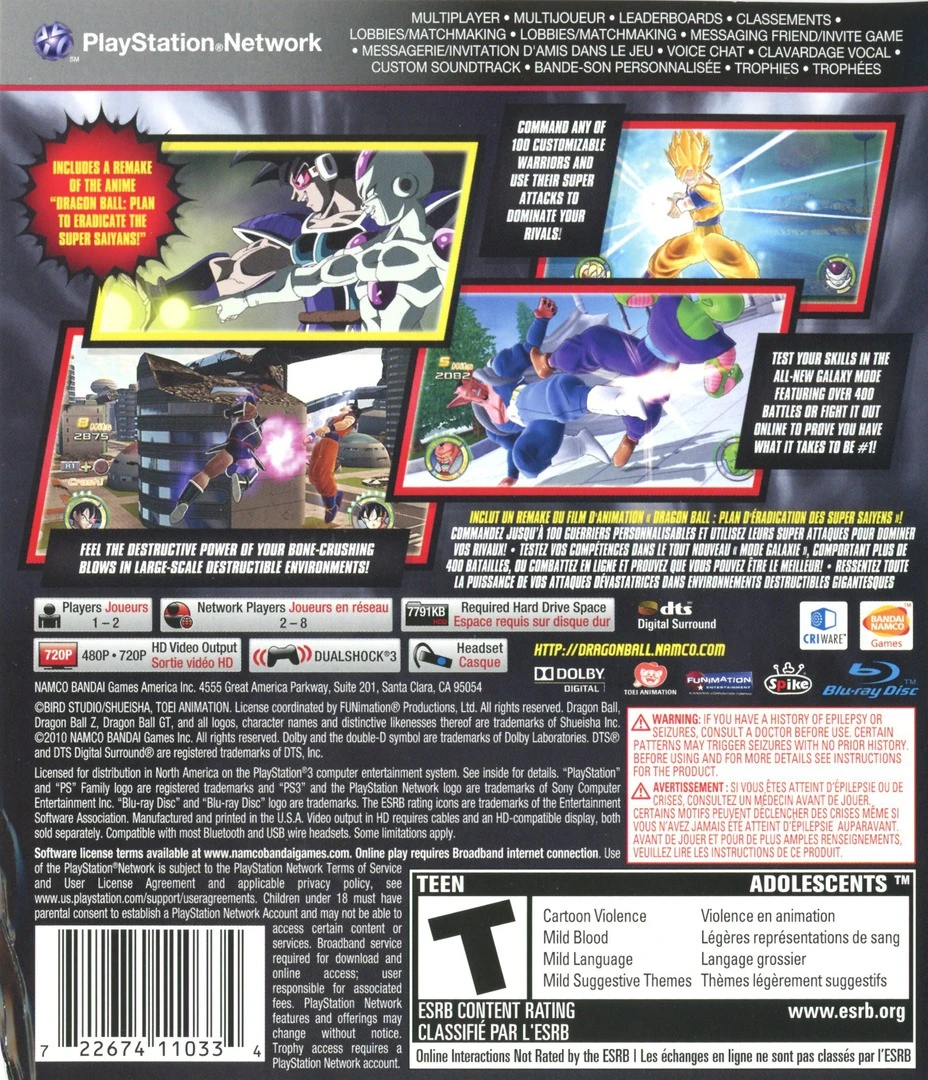 PlayStation®Network
SM
MULTIPLAYER • MULTIJOUEUR • LEADERBOARDS • CLASSEMENTS •
LOBBIES/MATCHMAKING • LOBBIES/MATCHMAKING • MESSAGING FRIEND/INVITE GAME
• MESSAGERIE/INVITATION D'AMIS DANS LE JEU • VOICE CHAT • CLAVARDAGE VOCAL •
CUSTOM SOUNDTRACK • BANDE-SON PERSONNALISÉE • TROPHIES • TROPHÉES
INCLUDES A REMAKE
OF THE ANIME
"DRAGON BALL: PLAN
TO ERADICATE THE
SUPER SAIYANS!"
COMMAND ANY OF
100 CUSTOMIZABLE
WARRIORS AND
USE THEIR SUPER
ATTACKS TO
DOMINATE YOUR
RIVALS!
5
2082
TEST YOUR SKILLS IN THE
ALL-NEW GALAXY MODE
FEATURING OVER 400
BATTLES OR FIGHT IT OUT
ONLINE TO PROVE YOU HAVE
WHAT IT TAKES TO BE #1!
8
2875
Crash!
FEEL THE DESTRUCTIVE POWER OF YOUR BONE-CRUSHING
BLOWS IN LARGE-SCALE DESTRUCTIBLE ENVIRONMENTS!
INCLUT UN REMAKE DU FILM D'ANIMATION « DRAGON BALL : PLAN D'ÉRADICATION DES SUPER SAIYENS »!
COMMANDEZ JUSQU'À 100 GUERRIERS PERSONNALISABLES ET UTILISEZ LEURS SUPER ATTAQUES POUR DOMINER
VOS RIVAUX! • TESTEZ VOS COMPÉTENCES DANS LE TOUT NOUVEAU « MODE GALAXIE », COMPORTANT PLUS DE
400 BATAILLES, OU COMBATTEZ EN LIGNE ET PROUVEZ QUE VOUS POUVEZ ÊTRE LE MEILLEUR! • RESSENTEZ TOUTE
LA PUISSANCE DE VOS ATTAQUES DÉVASTATRICES DANS ENVIRONNEMENTS DESTRUCTIBLES GIGANTESQUES
Players Joueurs
1 – 2
Network Players Joueurs en réseau
2 – 8
7791KB
HDD
Required Hard Drive Space
Espace requis sur disque dur
dts
Digital Surround
CRIWARE™
BANDAI
NAMCO
Games
720P
480P • 720P
HD Video Output
Sortie vidéo HD
DUALSHOCK®3
Headset
Casque
HTTP://DRAGONBALL.NAMCO.COM
DOLBY
DIGITAL
TOEI ANIMATION
FUNIMATION
ENTERTAINMENT
Spike
Blu-ray Disc
NAMCO BANDAI Games America Inc. 4555 Great America Parkway, Suite 201, Santa Clara, CA 95054
©BIRD STUDIO/SHUEISHA, TOEI ANIMATION. License coordinated by FUNimation® Productions, Ltd. All rights reserved. Dragon Ball,
Dragon Ball Z, Dragon Ball GT, and all logos, character names and distinctive likenesses thereof are trademarks of Shueisha Inc.
©2010 NAMCO BANDAI Games Inc. All rights reserved. Dolby and the double-D symbol are trademarks of Dolby Laboratories. DTS®
and DTS Digital Surround® are registered trademarks of DTS, Inc.
Licensed for distribution in North America on the PlayStation®3 computer entertainment system. See inside for details. "PlayStation"
and "PS" Family logo are registered trademarks and "PS3" and the PlayStation Network logo are trademarks of Sony Computer
Entertainment Inc. "Blu-ray Disc" and "Blu-ray Disc" logo are trademarks. The ESRB rating icons are trademarks of the Entertainment
Software Association. Manufactured and printed in the U.S.A. Video output in HD requires cables and an HD-compatible display, both
sold separately. Compatible with most Bluetooth and USB wire headsets. Some limitations apply.
Software license terms available at www.namcobandaigames.com. Online play requires Broadband internet connection. Use
of the PlayStation®Network is subject to the PlayStation Network Terms of Service
and User License Agreement and applicable privacy policy, see
www.us.playstation.com/support/useragreements. Children under 18 must have
parental consent to establish a PlayStation Network Account and may not be able to
access certain content or
services. Broadband service
required for download and
online access; user
responsible for associated
fees. PlayStation Network
features and offerings may
change without notice.
Trophy access requires a
PlayStation Network account.
WARNING: IF YOU HAVE A HISTORY OF EPILEPSY OR
SEIZURES, CONSULT A DOCTOR BEFORE USE. CERTAIN
PATTERNS MAY TRIGGER SEIZURES WITH NO PRIOR HISTORY.
BEFORE USING AND FOR MORE DETAILS SEE INSTRUCTIONS
FOR THE PRODUCT.
AVERTISSEMENT : SI VOUS ÊTES ATTEINT D'ÉPILEPSIE OU DE
CRISES, CONSULTEZ UN MÉDECIN AVANT DE JOUER.
CERTAINS MOTIFS PEUVENT DÉCLENCHER DES CRISES MÊME SI
VOUS N'AVEZ JAMAIS ÉTÉ ATTEINT D'ÉPILEPSIE AUPARAVANT.
AVANT DE JOUER ET POUR DE PLUS AMPLES RENSEIGNEMENTS,
VEUILLEZ LIRE LES INSTRUCTIONS DE CE PRODUIT.
TEEN ADOLESCENTS ™
T
Cartoon Violence Violence en animation
Mild Blood Légères représentations de sang
Mild Language Langage grossier
Mild Suggestive Themes Thèmes légèrement suggestifs
ESRB CONTENT RATING www.esrb.org
CLASSIFIÉ PAR L'ESRB
Online Interactions Not Rated by the ESRB | Les échanges en ligne ne sont pas classés par l'ESRB
7 22674 11033 4